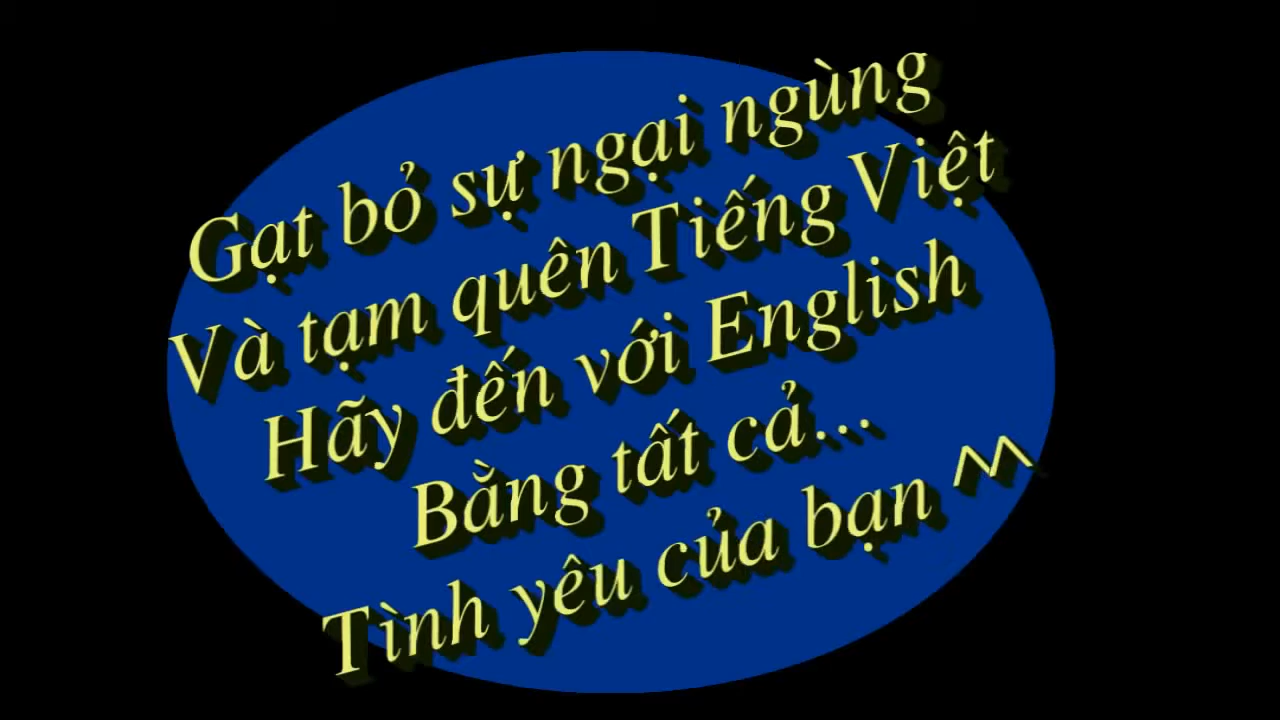 Gạt bỏ sự ngại ngùng
Và tạm quên Tiếng Việt
Hãy đến với English
Bằng tất cả...
Tình yêu của bạn ^^